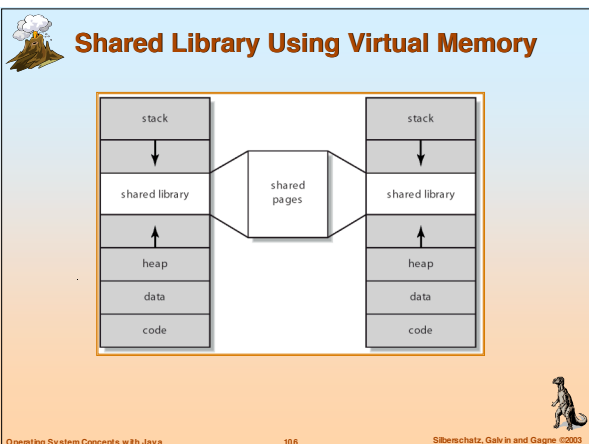 Shared Library Using Virtual Memory
stack
shared library
heap
data
code
shared
pages
stack
shared library
heap
data
code
Operating System Concepts with Java
10.6
Silberschatz, Galvin and Gagne ©2003